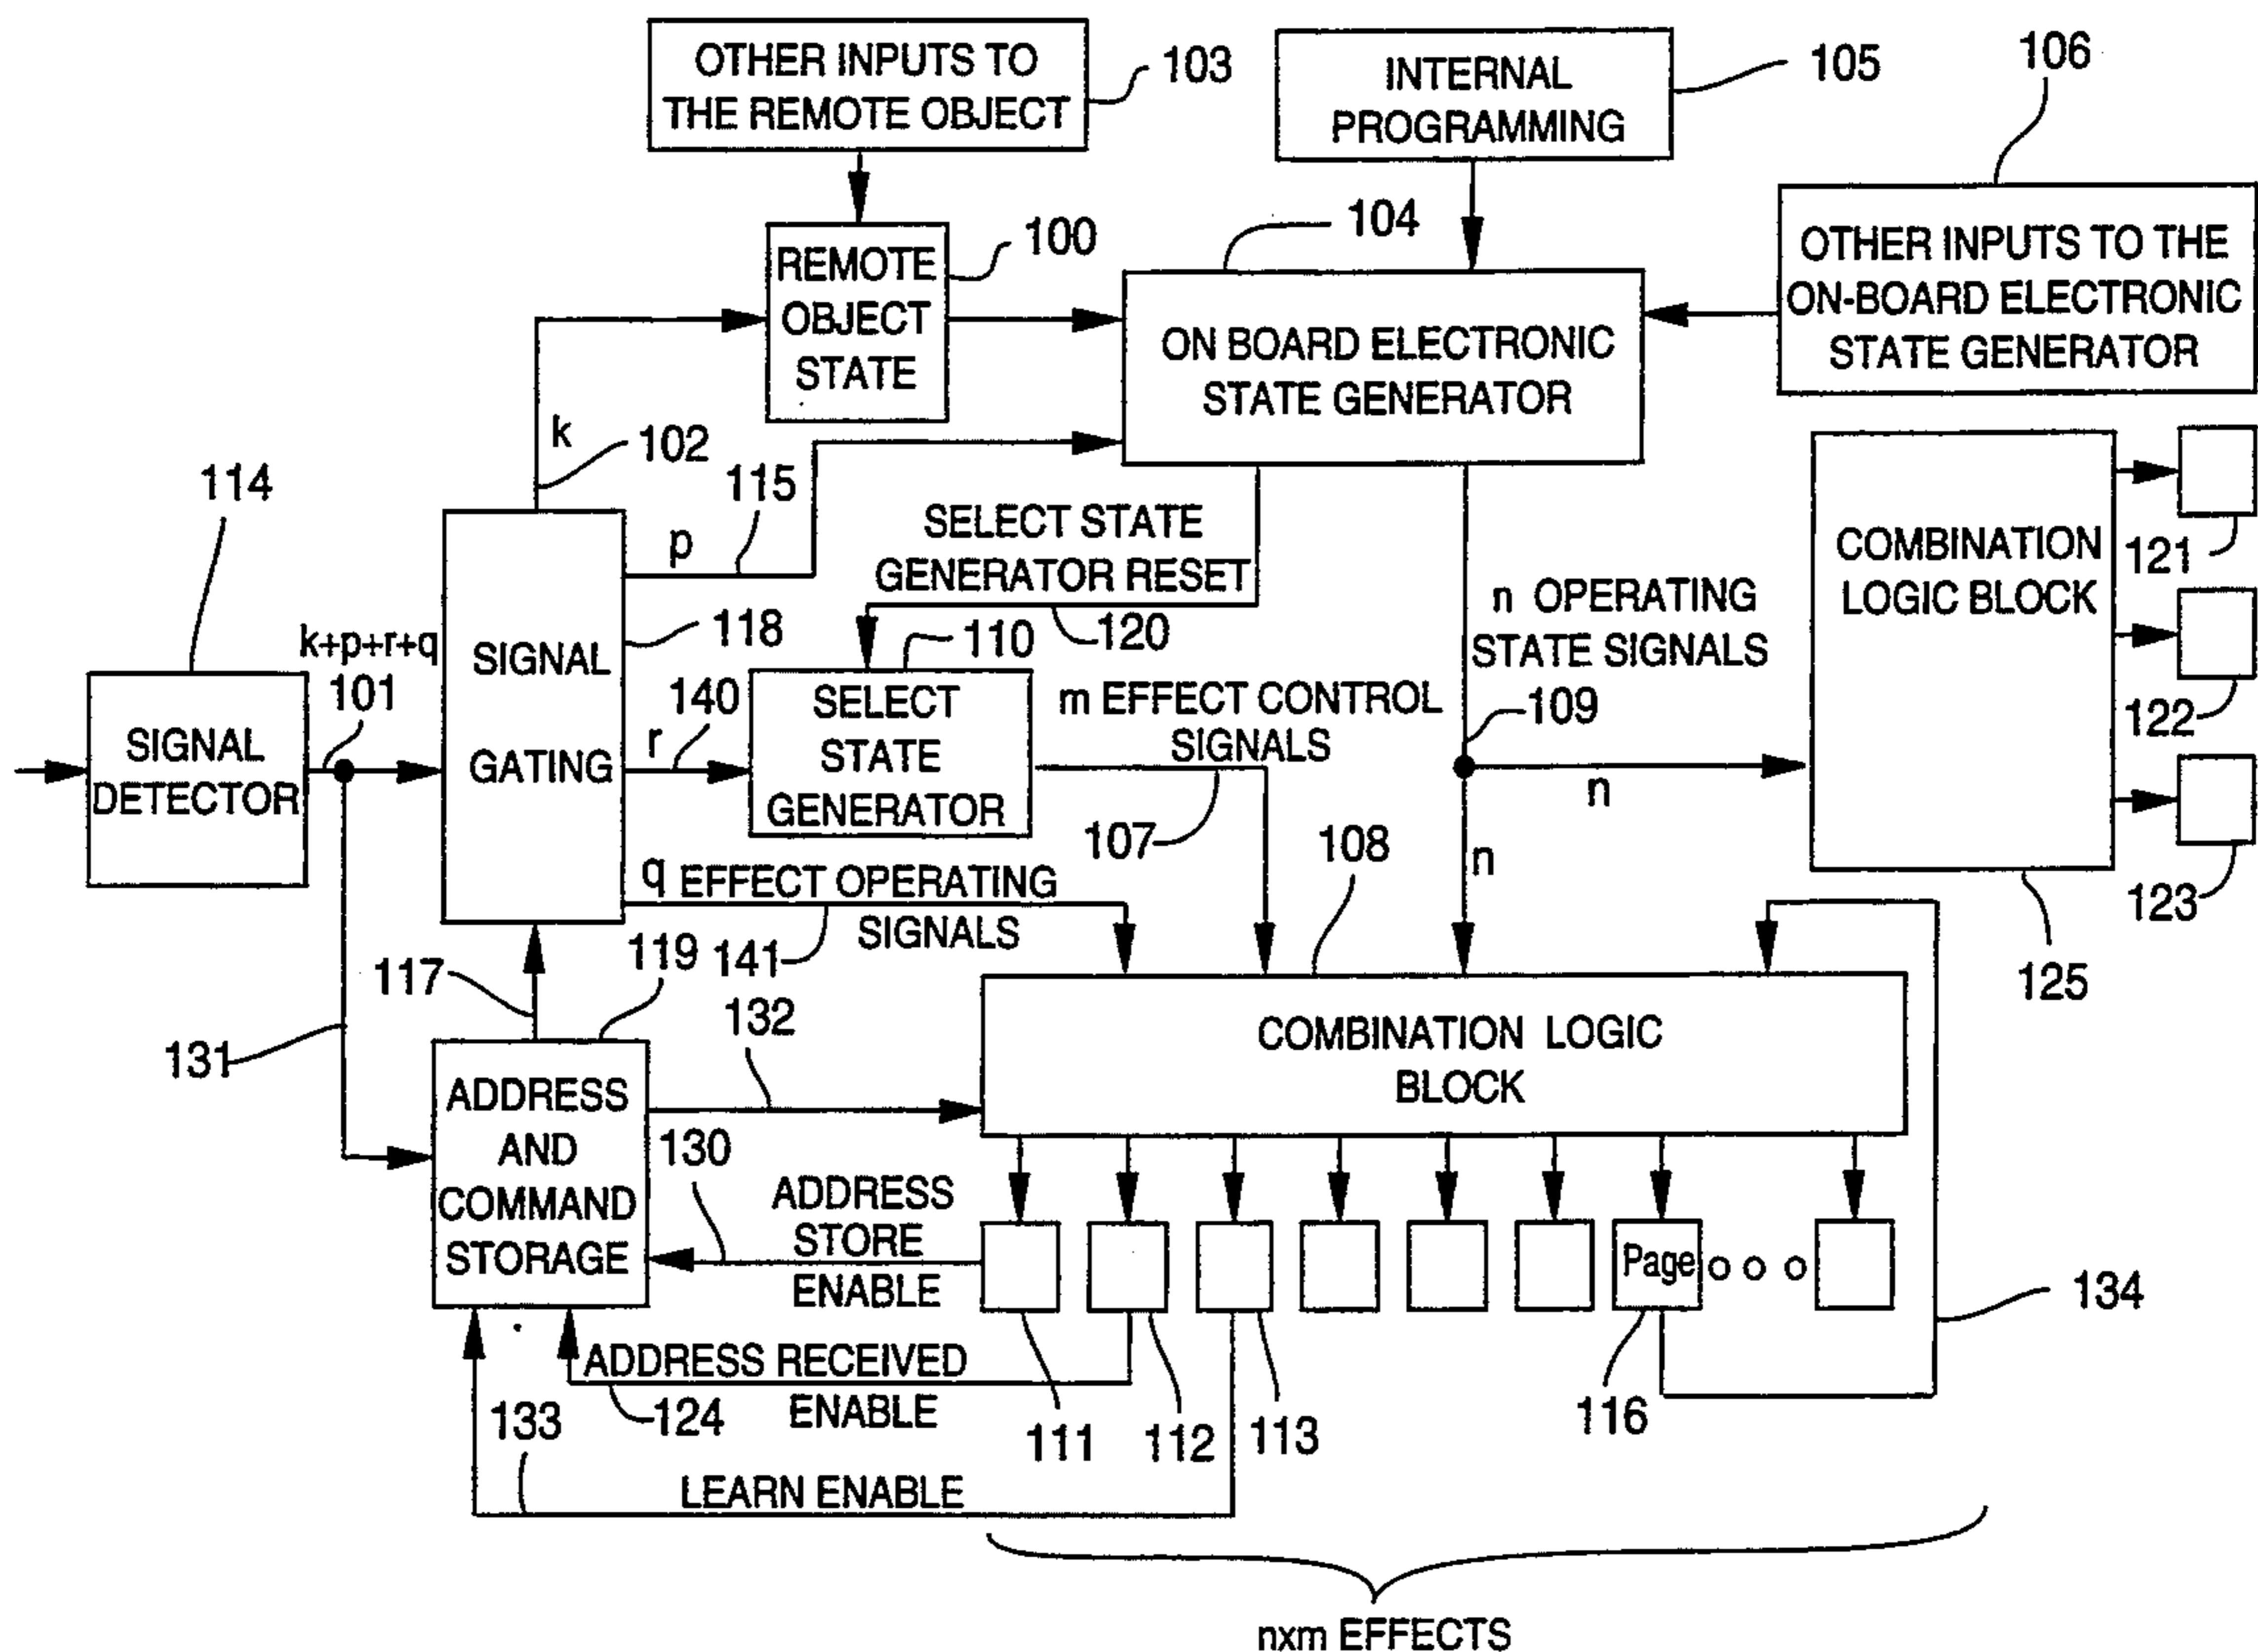 OTHER INPUTS TO
THE REMOTE OBJECT
103
INTERNAL
PROGRAMMING
105
106
REMOTE
OBJECT
STATE
100
104
ON BOARD ELECTRONIC
STATE GENERATOR
OTHER INPUTS TO THE
ON-BOARD ELECTRONIC
STATE GENERATOR
k
102
114
115
p
SELECT STATE
GENERATOR RESET
120
n OPERATING
STATE SIGNALS
COMBINATION
LOGIC BLOCK
121
122
123
125
k+p+r+q
101
SIGNAL
DETECTOR
SIGNAL
GATING
118
110
r
140
SELECT
STATE
GENERATOR
m EFFECT CONTROL
SIGNALS
107
109
n
n
108
q EFFECT OPERATING
SIGNALS
141
117
119
131
132
COMBINATION LOGIC
BLOCK
ADDRESS
AND
COMMAND
STORAGE
130
ADDRESS
STORE
ENABLE
Page
134
ADDRESS RECEIVED
ENABLE
124
133
111
112
113
116
LEARN ENABLE
nxm EFFECTS